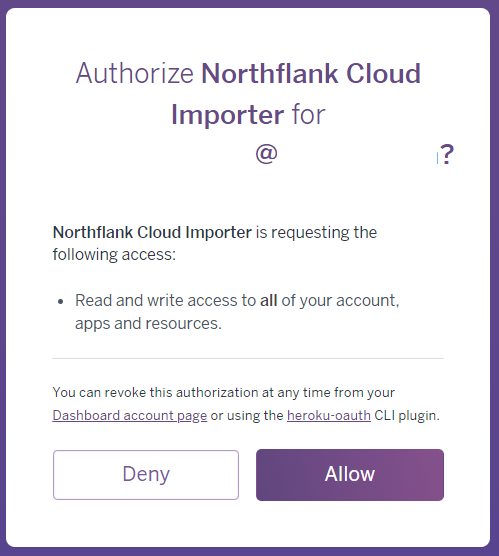 Authorize Northflank Cloud
Importer for
@ ?
Northflank Cloud Importer is requesting the
following access:
• Read and write access to all of your account,
apps and resources.
You can revoke this authorization at any time from your
Dashboard account page or using the heroku-oauth CLI plugin.
Deny
Allow